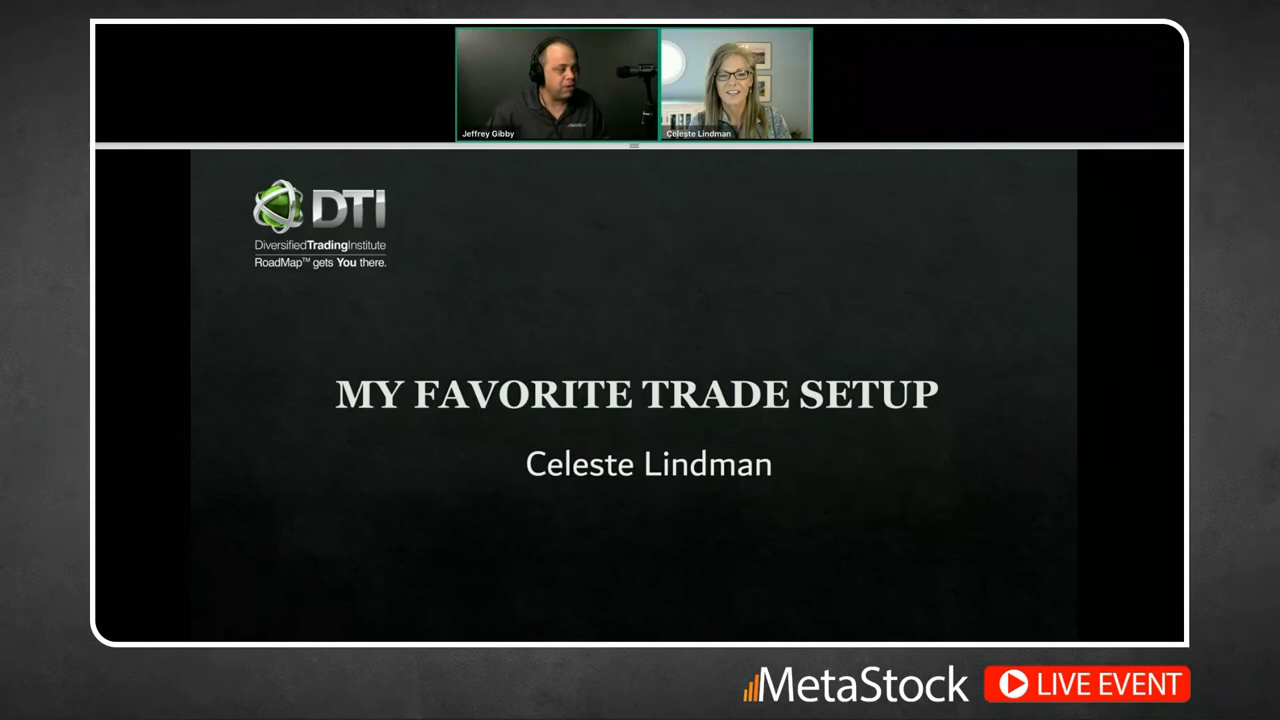 Jeffrey Gibby
Celeste Lindman
DTI
DiversifiedTradingInstitute
RoadMap™ gets You there.
MY FAVORITE TRADE SETUP
Celeste Lindman
MetaStock
LIVE EVENT